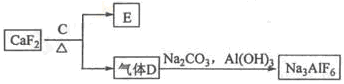 CaF₂
C
△
E
气体D
Na₂CO₃，Al(OH)₃
Na₃AlF₆